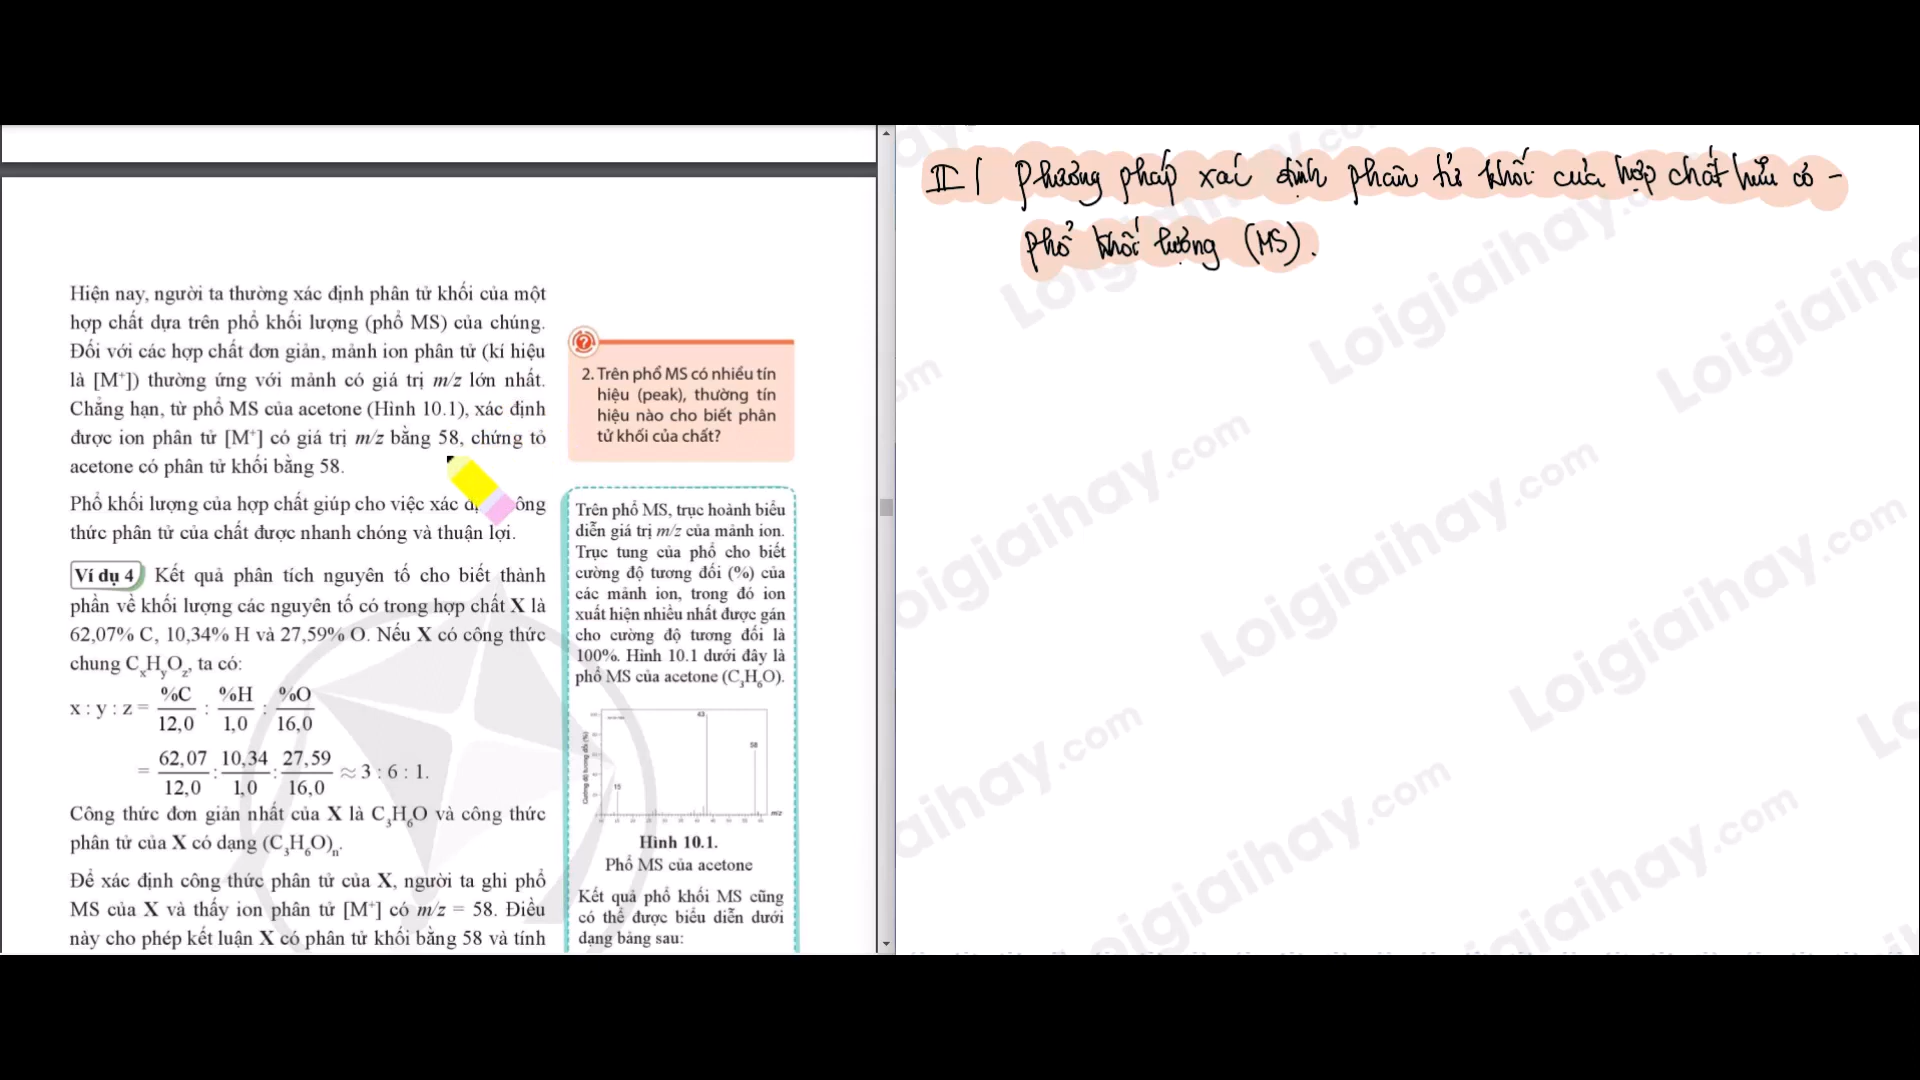 Hiện nay, người ta thường xác định phân tử khối của một
hợp chất dựa trên phổ khối lượng (phổ MS) của chúng.
Đối với các hợp chất đơn giản, mảnh ion phân tử (kí hiệu
là [M⁺]) thường ứng với mảnh có giá trị m/z lớn nhất.
Chẳng hạn, từ phổ MS của acetone (Hình 10.1), xác định
được ion phân tử [M⁺] có giá trị m/z bằng 58, chứng tỏ
acetone có phân tử khối bằng 58.
Phổ khối lượng của hợp chất giúp cho việc xác đ ông
thức phân tử của chất được nhanh chóng và thuận lợi.
Ví dụ 4 Kết quả phân tích nguyên tố cho biết thành
phần về khối lượng các nguyên tố có trong hợp chất X là
62,07% C, 10,34% H và 27,59% O. Nếu X có công thức
chung CₓHᵧO_z, ta có:
x : y : z = %C/12,0 : %H/1,0 : %O/16,0
= 62,07/12,0 : 10,34/1,0 : 27,59/16,0 ≈ 3 : 6 : 1.
Công thức đơn giản nhất của X là C₃H₆O và công thức
phân tử của X có dạng (C₃H₆O)ₙ.
Để xác định công thức phân tử của X, người ta ghi phổ
MS của X và thấy ion phân tử [M⁺] có m/z = 58. Điều
này cho phép kết luận X có phân tử khối bằng 58 và tính
2. Trên phổ MS có nhiều tín
hiệu (peak), thường tín
hiệu nào cho biết phân
tử khối của chất?
Trên phổ MS, trục hoành biểu
diễn giá trị m/z của mảnh ion.
Trục tung của phổ cho biết
cường độ tương đối (%) của
các mảnh ion, trong đó ion
xuất hiện nhiều nhất được gán
cho cường độ tương đối là
100%. Hình 10.1 dưới đây là
phổ MS của acetone (C₃H₆O).
Cường độ tương đối (%)
43
58
15
m/z
Hình 10.1.
Phổ MS của acetone
Kết quả phổ khối MS cũng
có thể được biểu diễn dưới
dạng bảng sau:
II / Phương pháp xác định phân tử khối của hợp chất hữu cơ -
phổ khối lượng (MS).
Loigiaihay.com